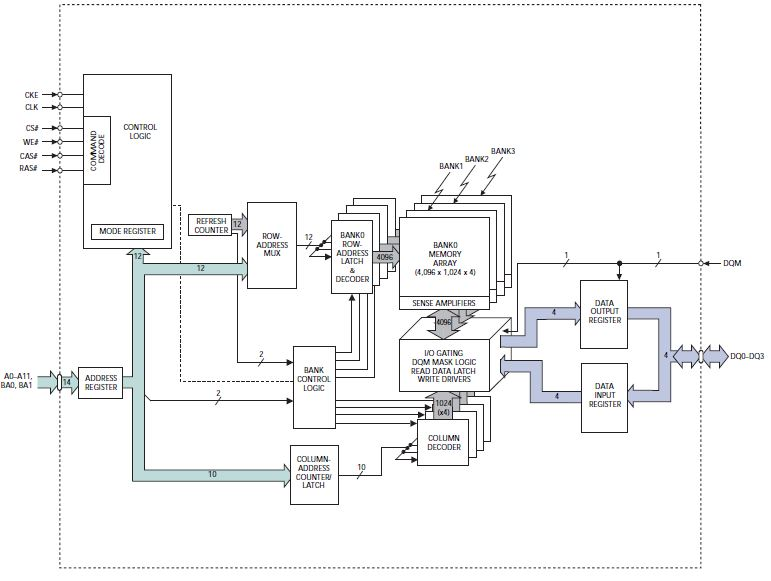 CKE
CLK
CS#
WE#
CAS#
RAS#
COMMAND
DECODE
CONTROL
LOGIC
MODE REGISTER
BANK1
BANK2
BANK3
REFRESH
COUNTER
12
ROW-
ADDRESS
MUX
12
BANK0
ROW-
ADDRESS
LATCH
&
DECODER
4096
BANK0
MEMORY
ARRAY
(4,096 x 1,024 x 4)
SENSE AMPLIFIERS
12
12
4096
1
1
DQM
DATA
OUTPUT
REGISTER
4
4
DQ0-DQ3
I/O GATING
DQM MASK LOGIC
READ DATA LATCH
WRITE DRIVERS
DATA
INPUT
REGISTER
4
A0-A11,
BA0, BA1
14
ADDRESS
REGISTER
2
2
BANK
CONTROL
LOGIC
1024
(x4)
COLUMN
DECODER
10
COLUMN-
ADDRESS
COUNTER/
LATCH
10